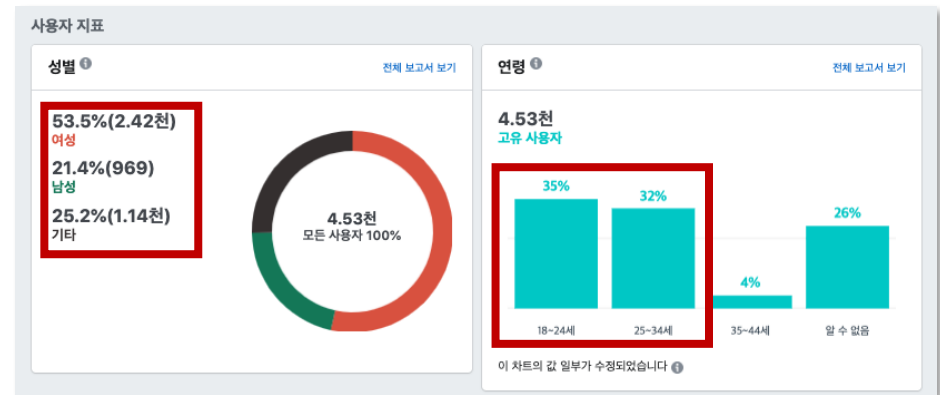 사용자 지표
성별
전체 보고서 보기
53.5%(2.42천)
여성
21.4%(969)
남성
25.2%(1.14천)
기타
4.53천
모든 사용자 100%
연령
전체 보고서 보기
4.53천
고유 사용자
35%
32%
4%
26%
18~24세
25~34세
35~44세
알 수 없음
이 차트의 값 일부가 수정되었습니다